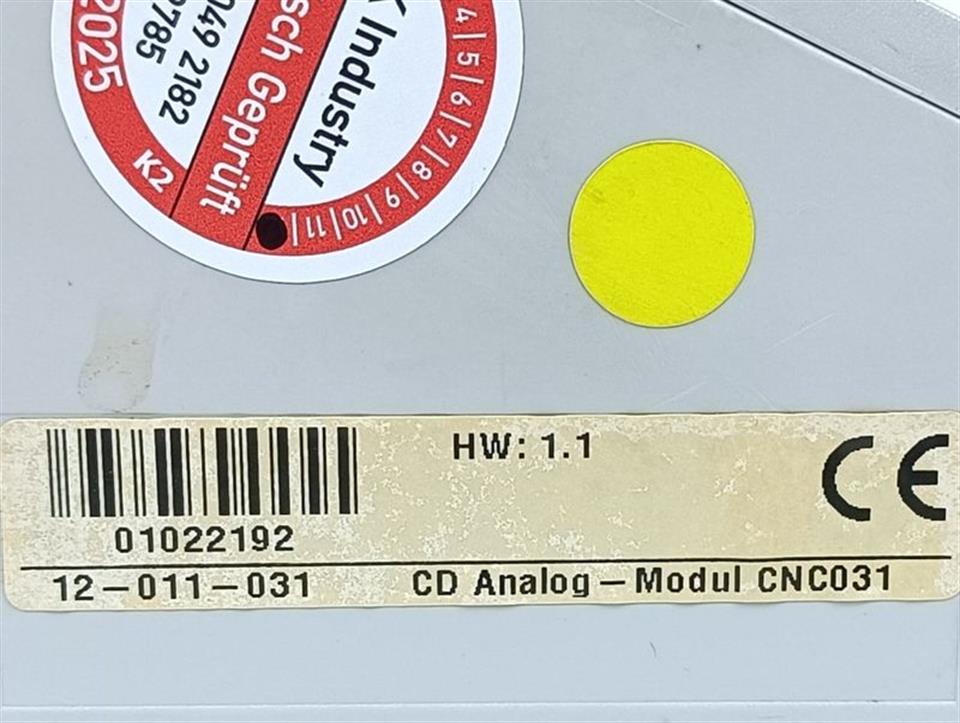 2025
049 2182
9785
sch Geprüft
K Industry
K2
4|5|6|7|8|9|10|11|
HW: 1.1
CE
01022192
12-011-031 CD Analog-Modul CNC031